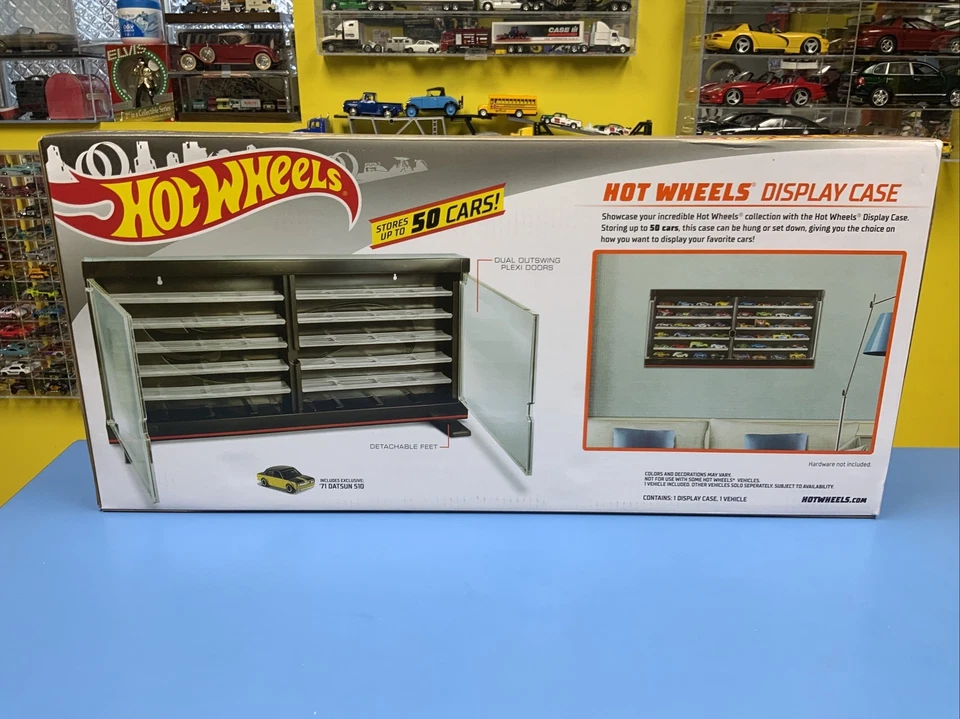 ELVIS
CASE IH
HOT WHEELS
STORES
UP TO 50 CARS!
DUAL OUTSWING
PLEXI DOORS
DETACHABLE FEET
INCLUDES EXCLUSIVE:
'71 DATSUN 510
HOT WHEELS® DISPLAY CASE
Showcase your incredible Hot Wheels® collection with the Hot Wheels® Display Case.
Storing up to 50 cars, this case can be hung or set down, giving you the choice on
how you want to display your favorite cars!
Hardware not included.
COLORS AND DECORATIONS MAY VARY.
NOT FOR USE WITH SOME HOT WHEELS® VEHICLES.
1 VEHICLE INCLUDED. OTHER VEHICLES SOLD SEPARATELY. SUBJECT TO AVAILABILITY.
CONTAINS: 1 DISPLAY CASE, 1 VEHICLE
HOTWHEELS.COM